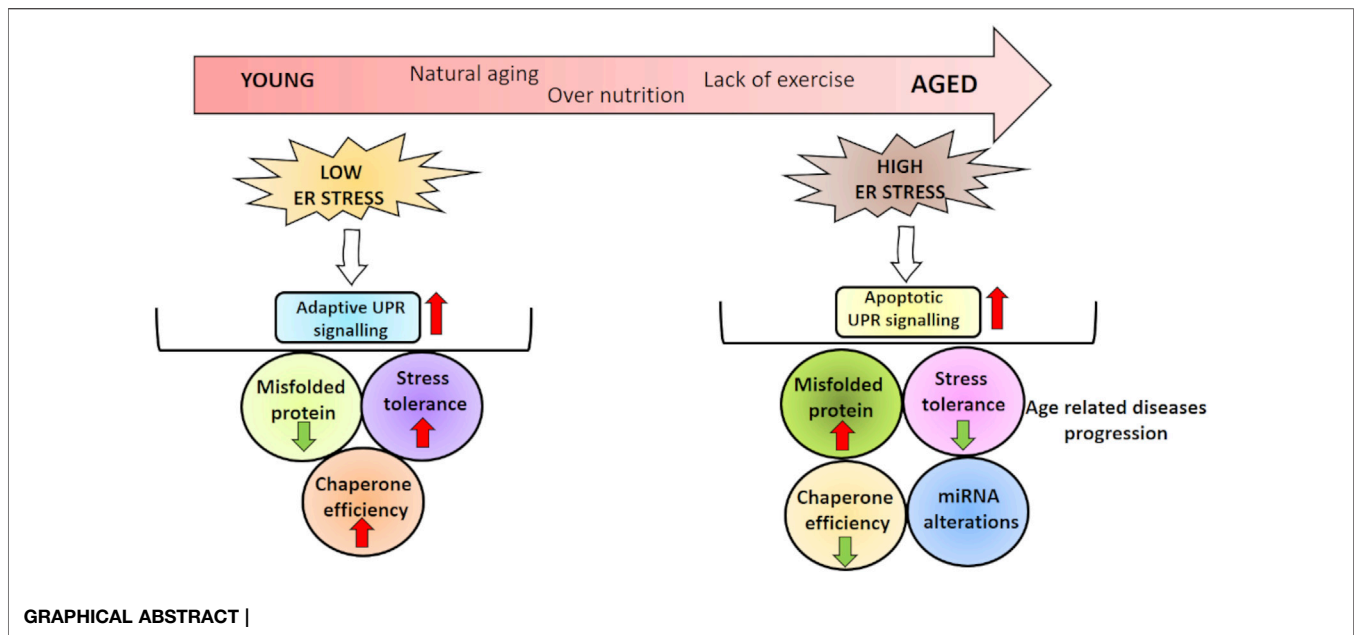 YOUNG
Natural aging
Over nutrition
Lack of exercise
AGED
LOW
ER STRESS
HIGH
ER STRESS
Adaptive UPR
signalling
Apoptotic
UPR signalling
Misfolded
protein
Stress
tolerance
Chaperone
efficiency
Misfolded
protein
Stress
tolerance
Age related diseases
progression
Chaperone
efficiency
miRNA
alterations
GRAPHICAL ABSTRACT |